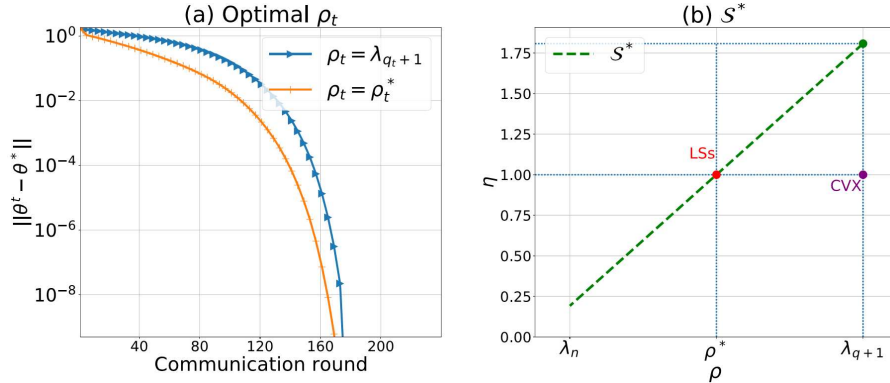 (a) Optimal ρ_t
10^0
10^{-2}
10^{-4}
10^{-6}
10^{-8}
||θ^t − θ^*||
ρ_t = λ_{q_t+1}
ρ_t = ρ_t^*
40 80 120 160 200
Communication round
(b) 𝒮^*
1.75
1.50
1.25
1.00
0.75
0.50
0.25
0.00
η
𝒮^*
LSs
CVX
λ_n ρ^* λ_{q+1}
ρ